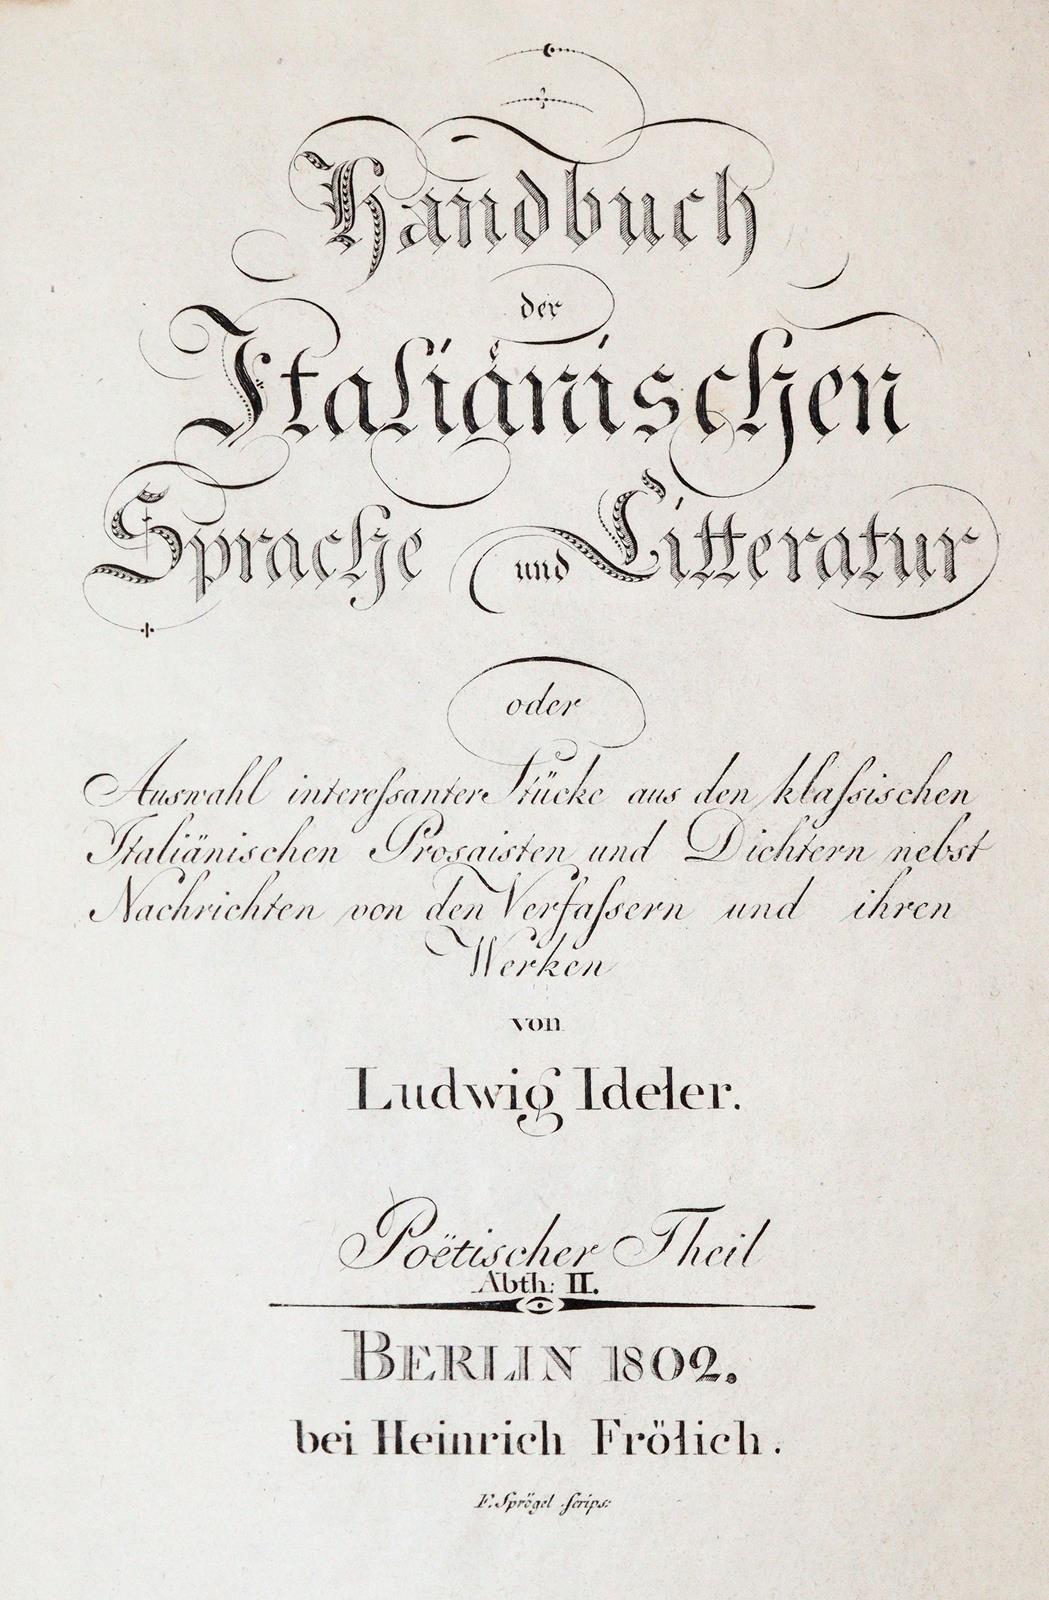 Handbuch
der
Italiänischen
Sprache und Litteratur
oder
Auswahl intereſsanter Stücke aus den klaſsischen
Italiänischen Prosaisten und Dichtern nebst
Nachrichten von den Verfaſsern und ihren
Werken
von
Ludwig Ideler.
Poëtischer Theil
Abth: II.
BERLIN 1802.
bei Heinrich Frölich.
F. Sprögel ſcrips: